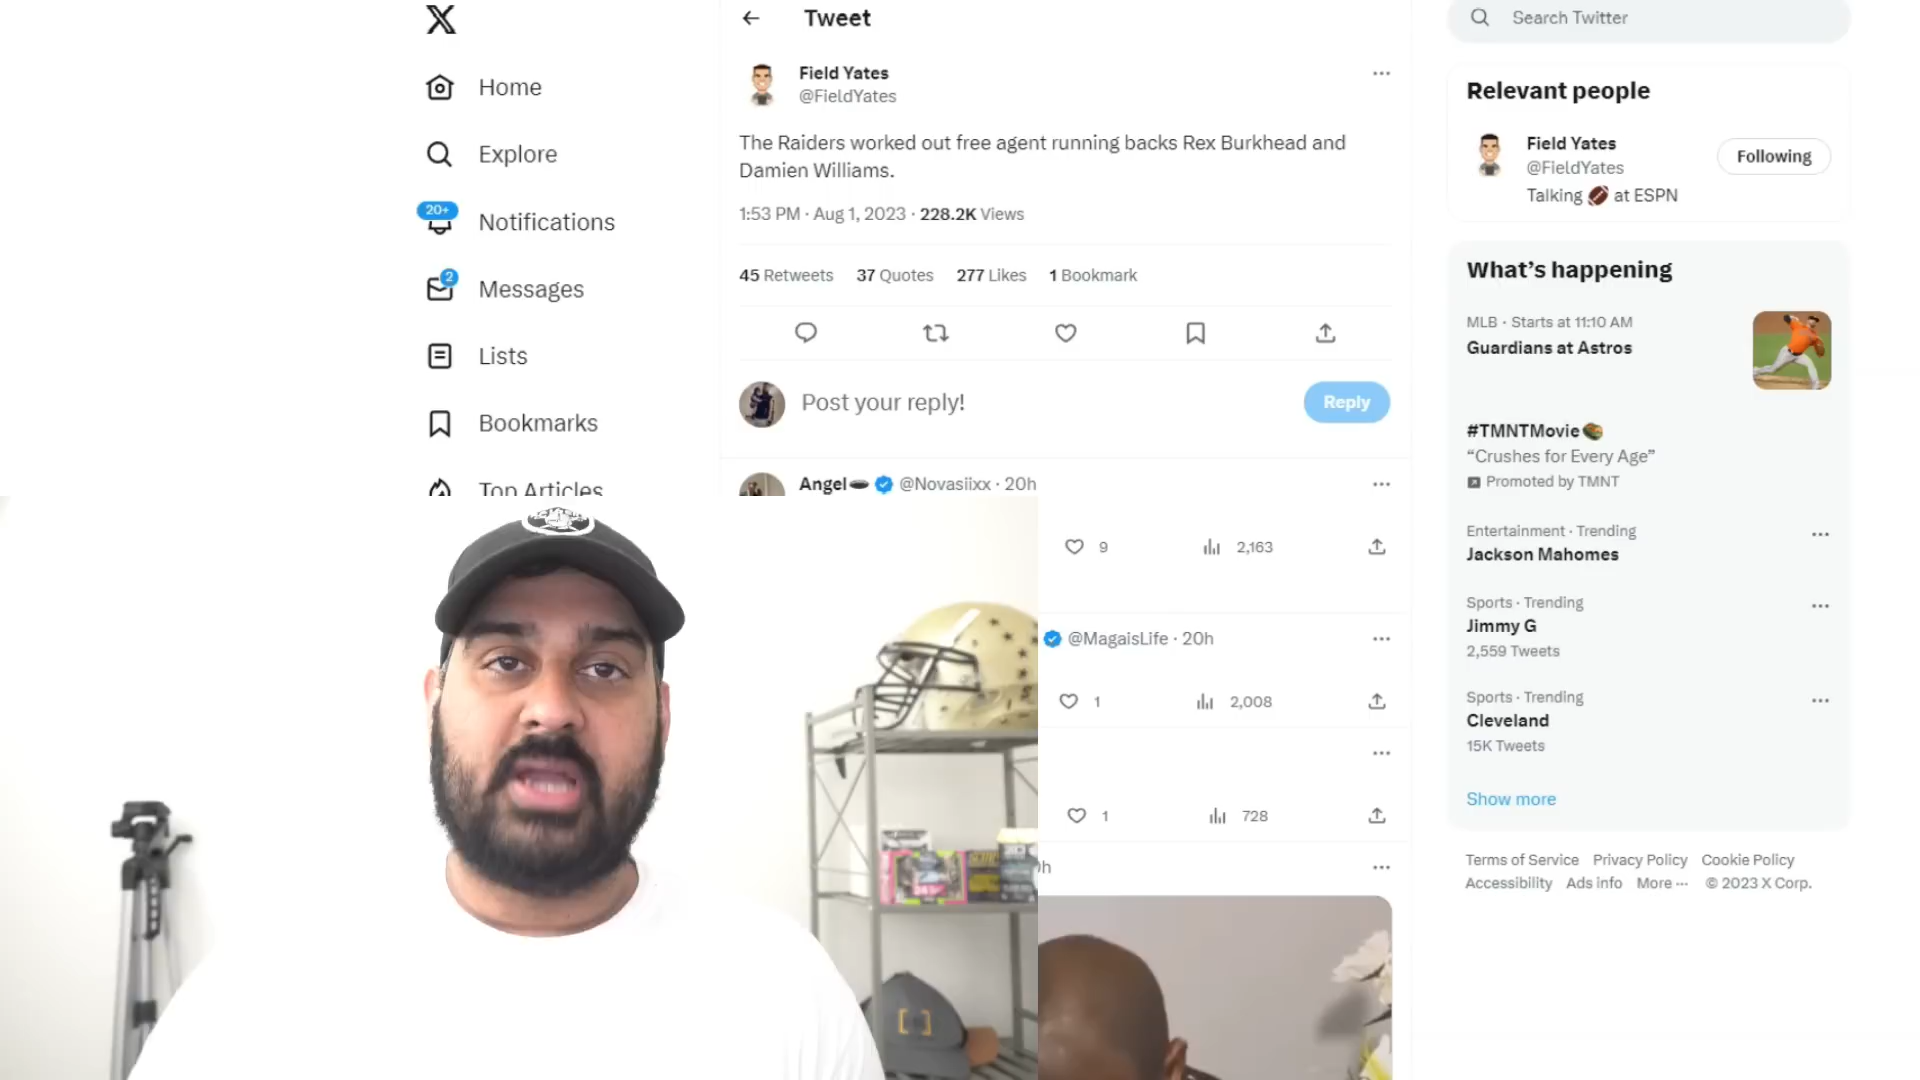 Home
Explore
20+
Notifications
2
Messages
Lists
Bookmarks
Top Articles
Tweet
Field Yates
@FieldYates
The Raiders worked out free agent running backs Rex Burkhead and
Damien Williams.
1:53 PM · Aug 1, 2023 · 228.2K Views
45 Retweets 37 Quotes 277 Likes 1 Bookmark
Post your reply!
Reply
Angel @Novasiixx · 20h
9 2,163
@MagaisLife · 20h
1 2,008
1 728
Search Twitter
Relevant people
Field Yates
@FieldYates
Following
Talking 🏈 at ESPN
What’s happening
MLB · Starts at 11:10 AM
Guardians at Astros
#TMNTMovie
“Crushes for Every Age”
Promoted by TMNT
Entertainment · Trending
Jackson Mahomes
Sports · Trending
Jimmy G
2,559 Tweets
Sports · Trending
Cleveland
15K Tweets
Show more
Terms of Service Privacy Policy Cookie Policy
Accessibility Ads info More ··· © 2023 X Corp.